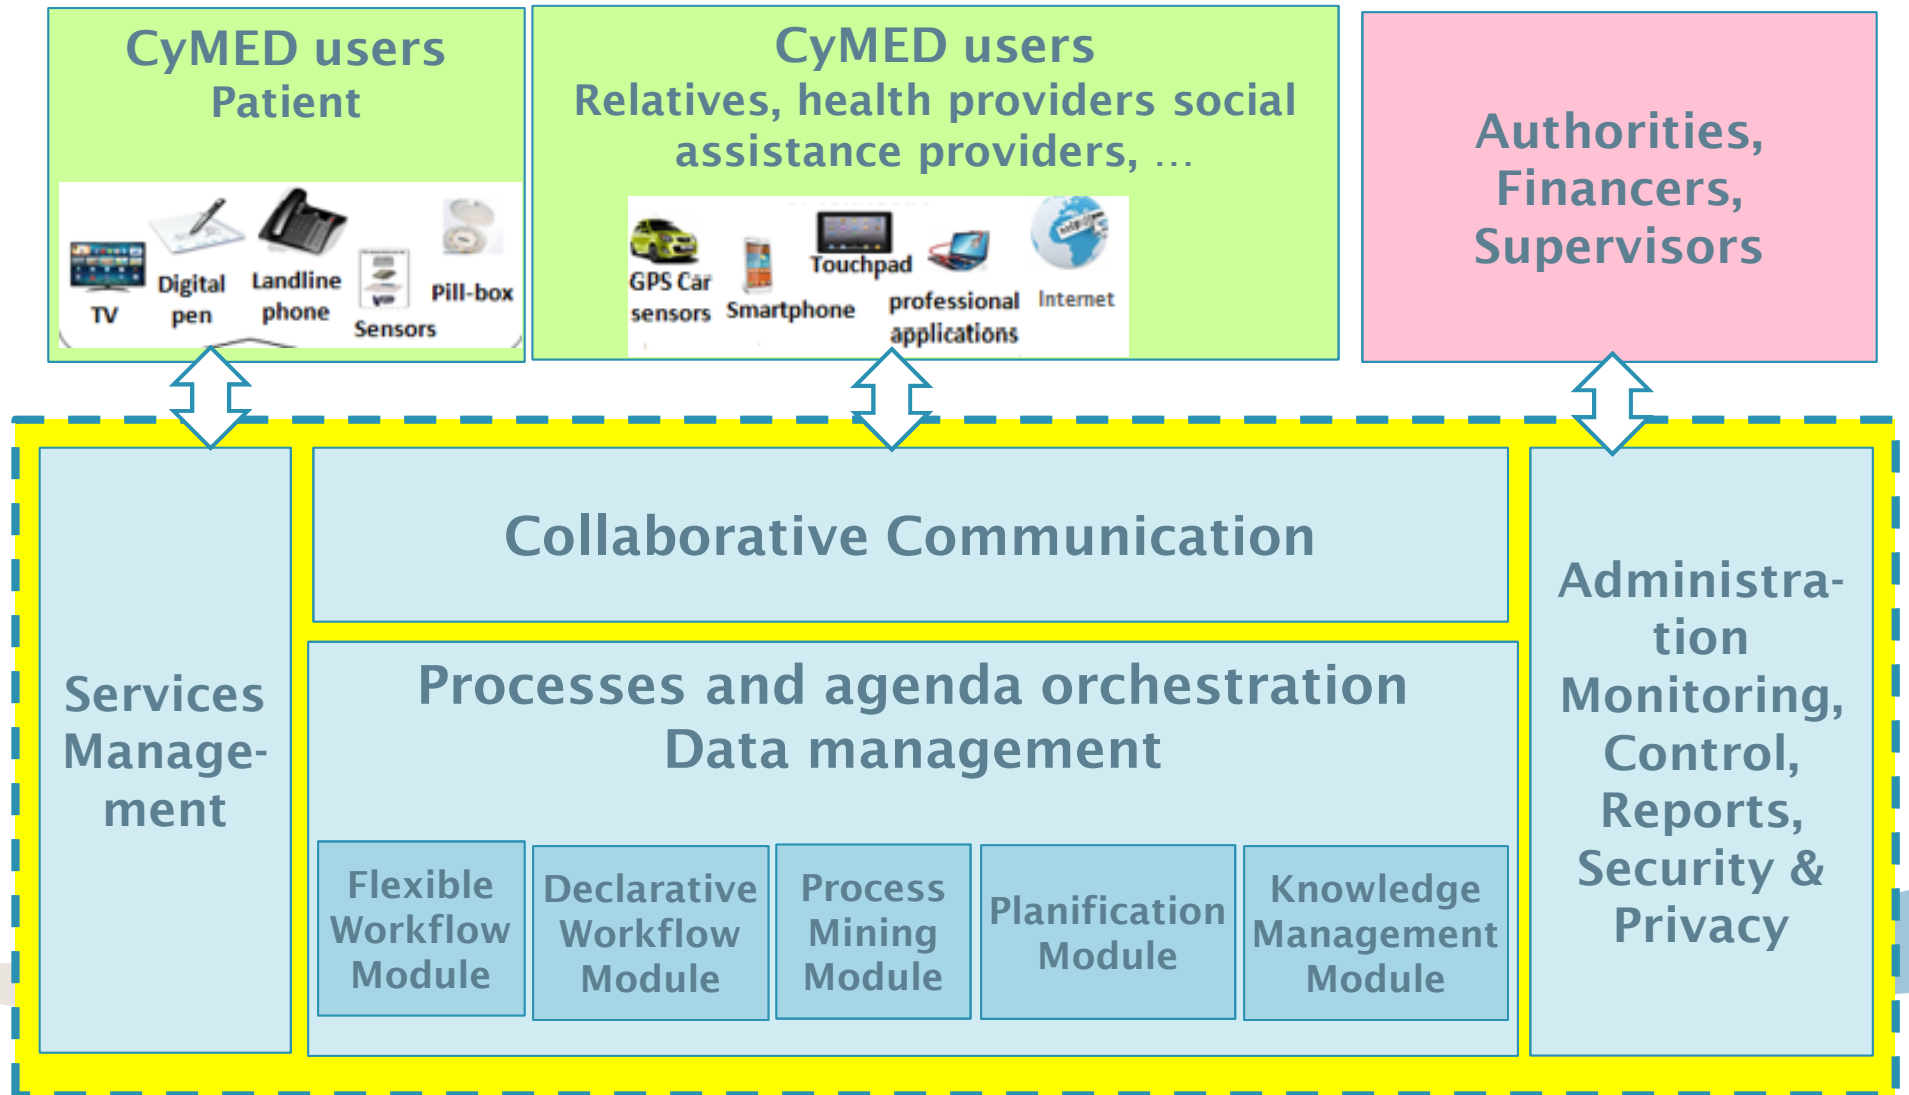 CyMED users
Patient
TV
Digital
pen
Landline
phone
Sensors
Pill-box
CyMED users
Relatives, health providers social
assistance providers, ...
GPS Car
sensors
Smartphone
Touchpad
professional
applications
Internet
Authorities,
Financers,
Supervisors
Services
Manage-
ment
Collaborative Communication
Processes and agenda orchestration
Data management
Flexible
Workflow
Module
Declarative
Workflow
Module
Process
Mining
Module
Planification
Module
Knowledge
Management
Module
Administra-
tion
Monitoring,
Control,
Reports,
Security &
Privacy